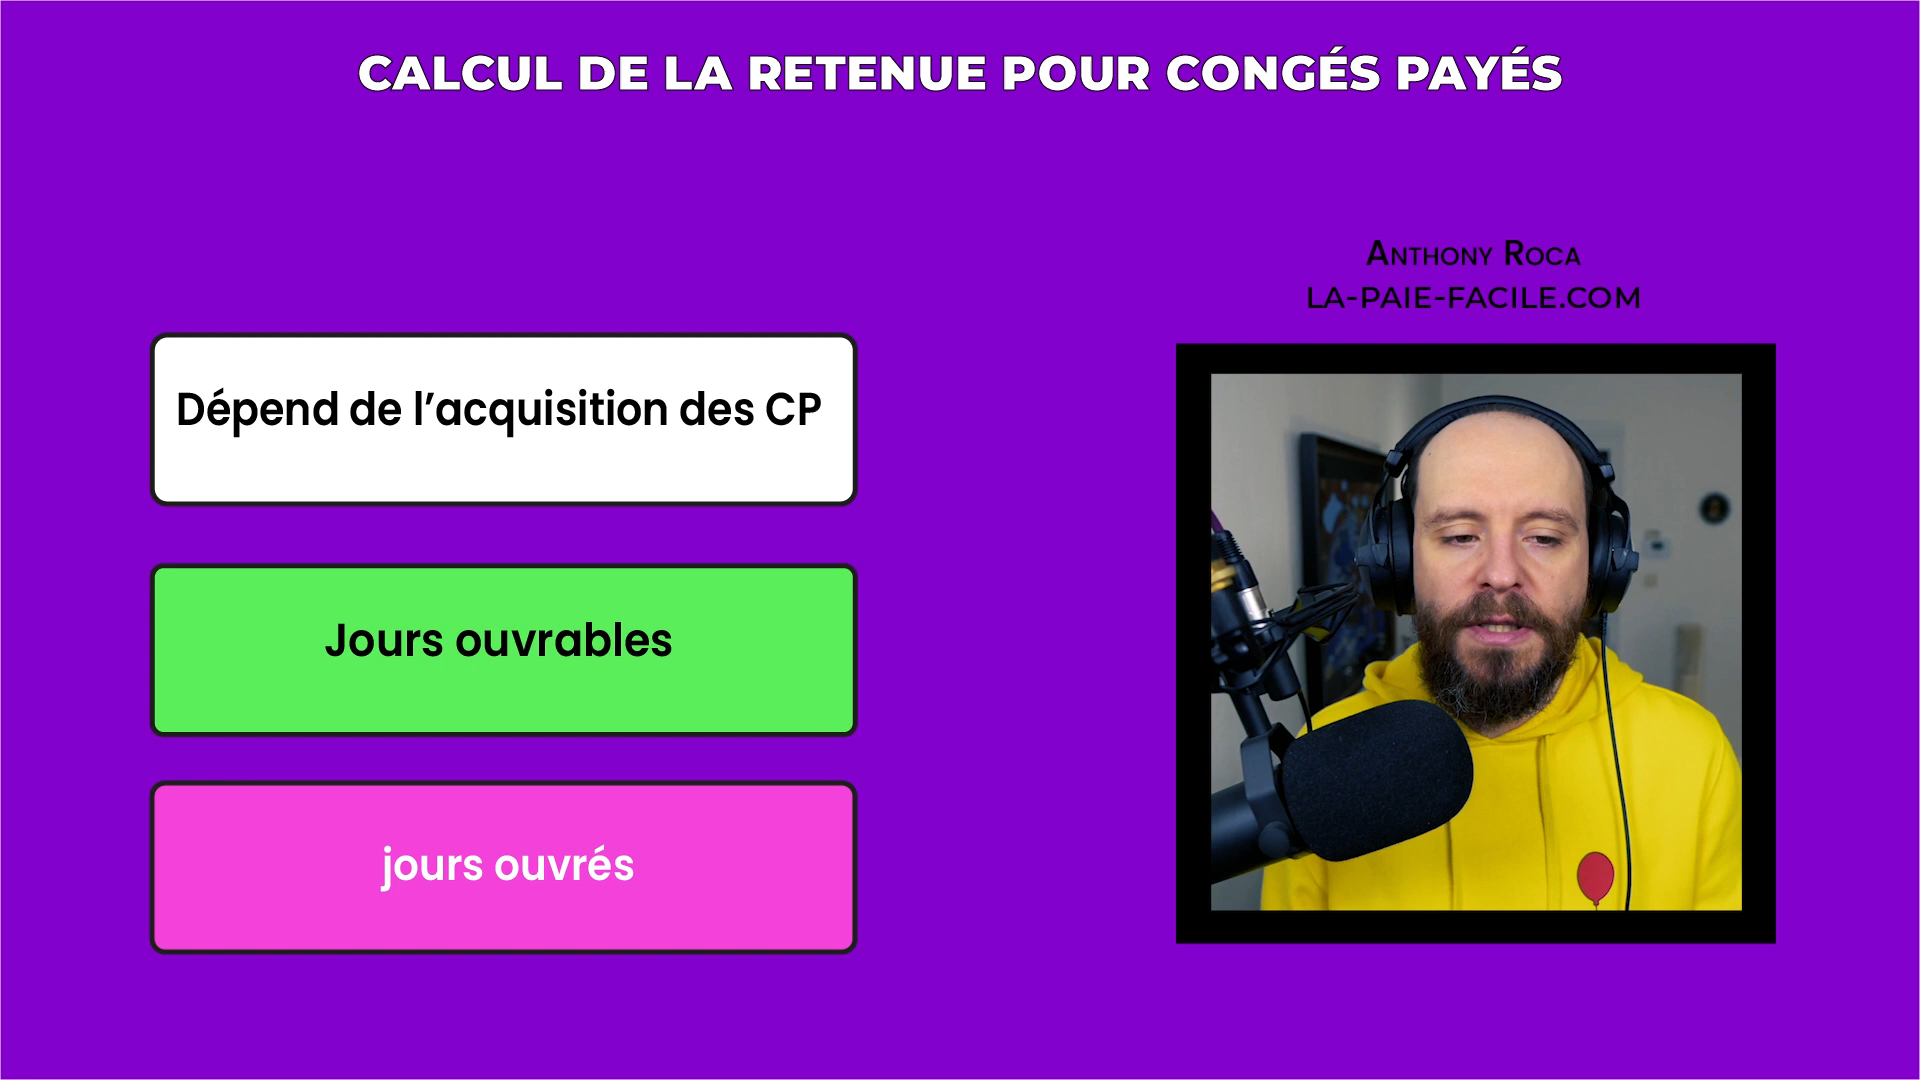 CALCUL DE LA RETENUE POUR CONGÉS PAYÉS
Anthony Roca
LA-PAIE-FACILE.COM
Dépend de l’acquisition des CP
Jours ouvrables
jours ouvrés